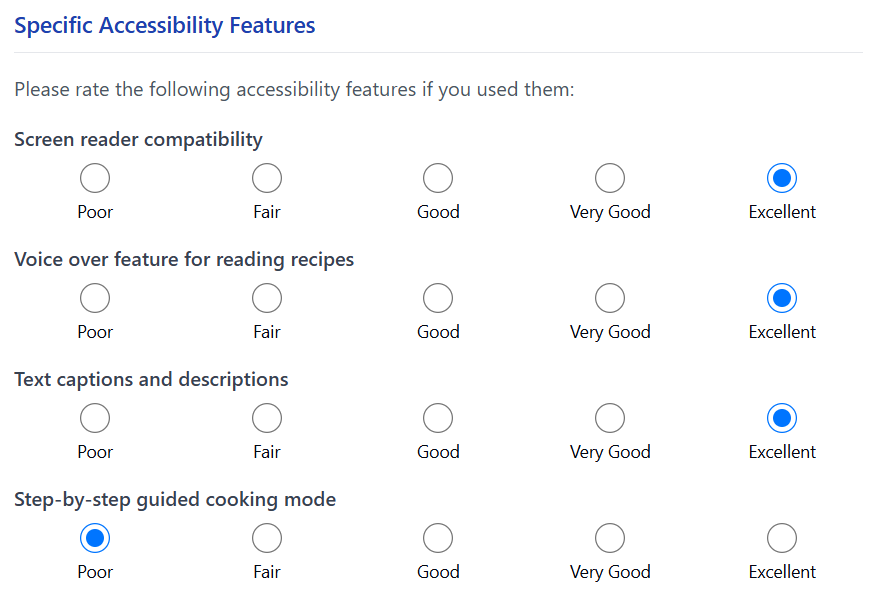 Specific Accessibility Features
Please rate the following accessibility features if you used them:
Screen reader compatibility
Poor Fair Good Very Good Excellent
Voice over feature for reading recipes
Poor Fair Good Very Good Excellent
Text captions and descriptions
Poor Fair Good Very Good Excellent
Step-by-step guided cooking mode
Poor Fair Good Very Good Excellent